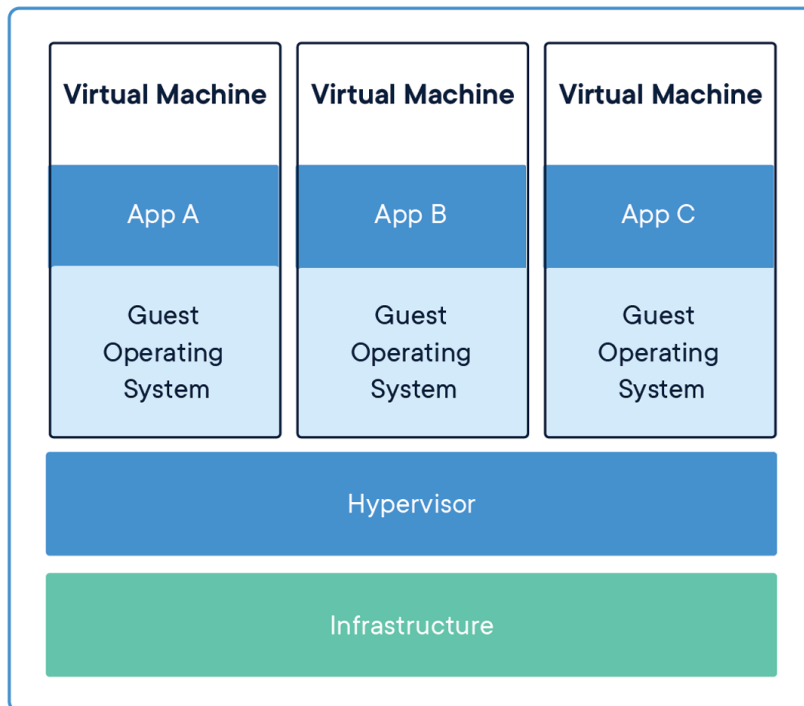 Virtual Machine
Virtual Machine
Virtual Machine
App A
App B
App C
Guest
Operating
System
Guest
Operating
System
Guest
Operating
System
Hypervisor
Infrastructure